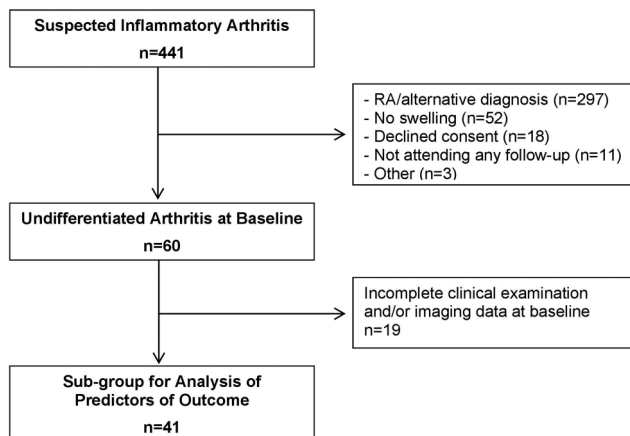 Suspected Inflammatory Arthritis
n=441
- RA/alternative diagnosis (n=297)
- No swelling (n=52)
- Declined consent (n=18)
- Not attending any follow-up (n=11)
- Other (n=3)
Undifferentiated Arthritis at Baseline
n=60
Incomplete clinical examination
and/or imaging data at baseline
n=19
Sub-group for Analysis of
Predictors of Outcome
n=41